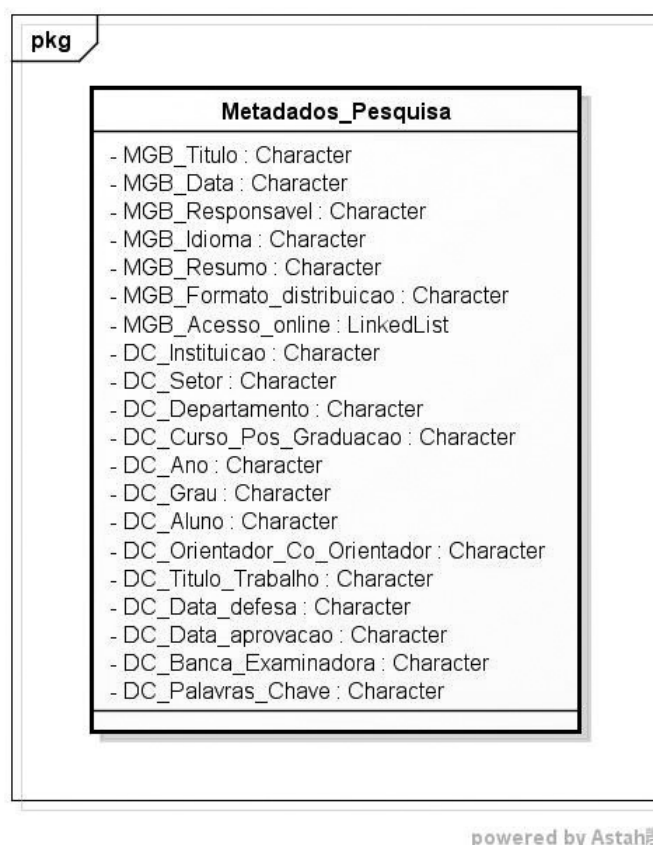 pkg
Metadados_Pesquisa
- MGB_Titulo : Character
- MGB_Data : Character
- MGB_Responsavel : Character
- MGB_Idioma : Character
- MGB_Resumo : Character
- MGB_Formato_distribuicao : Character
- MGB_Acesso_online : LinkedList
- DC_Instituicao : Character
- DC_Setor : Character
- DC_Departamento : Character
- DC_Curso_Pos_Graduacao : Character
- DC_Ano : Character
- DC_Grau : Character
- DC_Aluno : Character
- DC_Orientador_Co_Orientador : Character
- DC_Titulo_Trabalho : Character
- DC_Data_defesa : Character
- DC_Data_aprovacao : Character
- DC_Banca_Examinadora : Character
- DC_Palavras_Chave : Character
powered by Astah